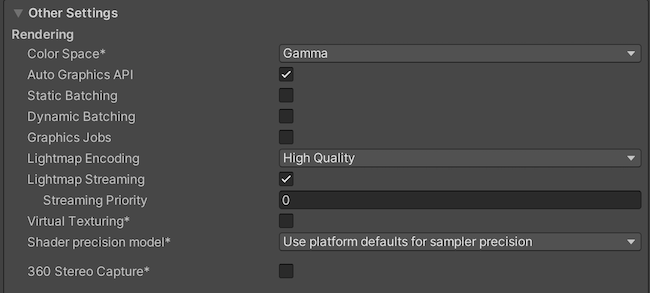 Other Settings
Rendering
Color Space* Gamma
Auto Graphics API
Static Batching
Dynamic Batching
Graphics Jobs
Lightmap Encoding High Quality
Lightmap Streaming
Streaming Priority 0
Virtual Texturing*
Shader precision model* Use platform defaults for sampler precision
360 Stereo Capture*